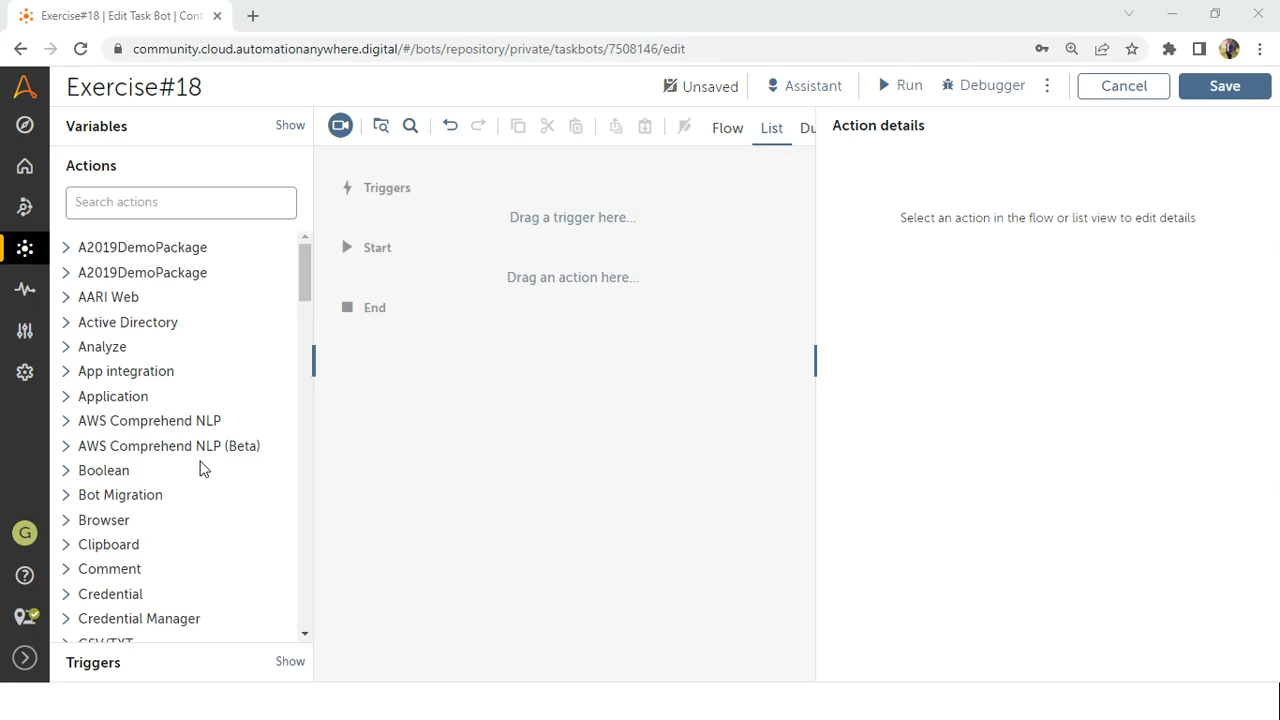 Exercise#18 | Edit Task Bot | Cont
community.cloud.automationanywhere.digital/#/bots/repository/private/taskbots/7508146/edit
Exercise#18
Unsaved
Assistant
Run
Debugger
Cancel
Save
Variables
Show
Flow
List
Du
Action details
Actions
Search actions
Triggers
Drag a trigger here...
Select an action in the flow or list view to edit details
Start
Drag an action here...
End
A2019DemoPackage
A2019DemoPackage
AARI Web
Active Directory
Analyze
App integration
Application
AWS Comprehend NLP
AWS Comprehend NLP (Beta)
Boolean
Bot Migration
Browser
Clipboard
Comment
Credential
Credential Manager
CSV/TXT
G
Triggers
Show